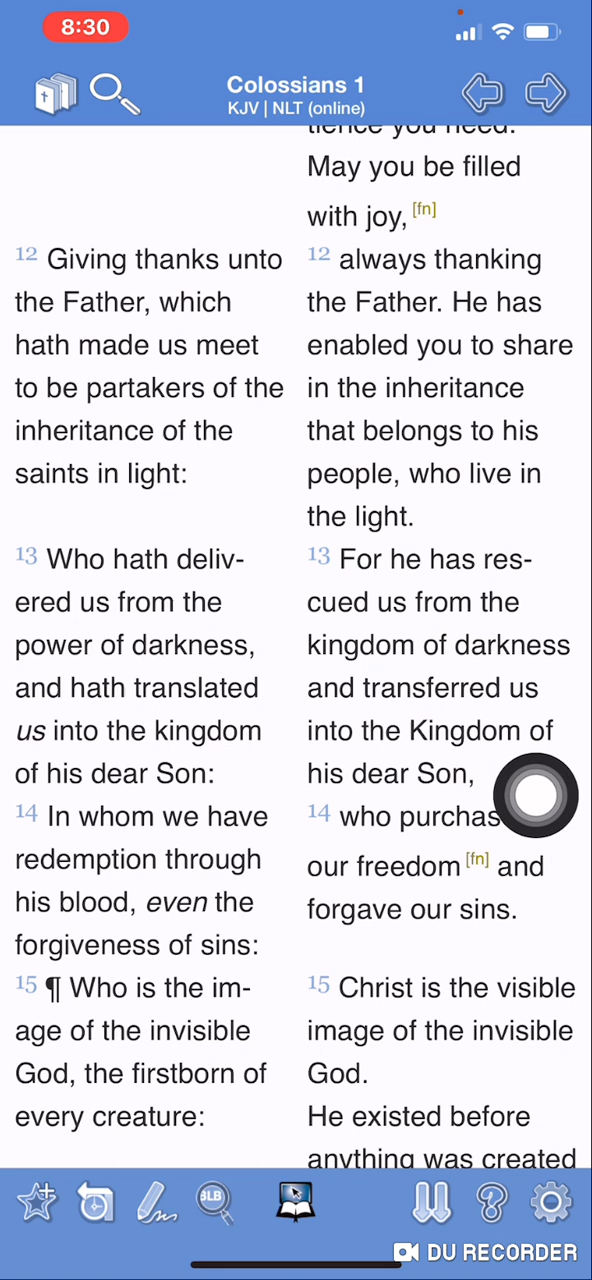 8:30
Colossians 1
KJV | NLT (online)
tience you need.
May you be filled
with joy, [fn]
12 Giving thanks unto
the Father, which
hath made us meet
to be partakers of the
inheritance of the
saints in light:
12 always thanking
the Father. He has
enabled you to share
in the inheritance
that belongs to his
people, who live in
the light.
13 Who hath deliv-
ered us from the
power of darkness,
and hath translated
us into the kingdom
of his dear Son:
13 For he has res-
cued us from the
kingdom of darkness
and transferred us
into the Kingdom of
his dear Son,
14 In whom we have
redemption through
his blood, even the
forgiveness of sins:
14 who purchas
our freedom [fn] and
forgave our sins.
15 ¶ Who is the im-
age of the invisible
God, the firstborn of
every creature:
15 Christ is the visible
image of the invisible
God.
He existed before
anything was created
BLB
DU RECORDER